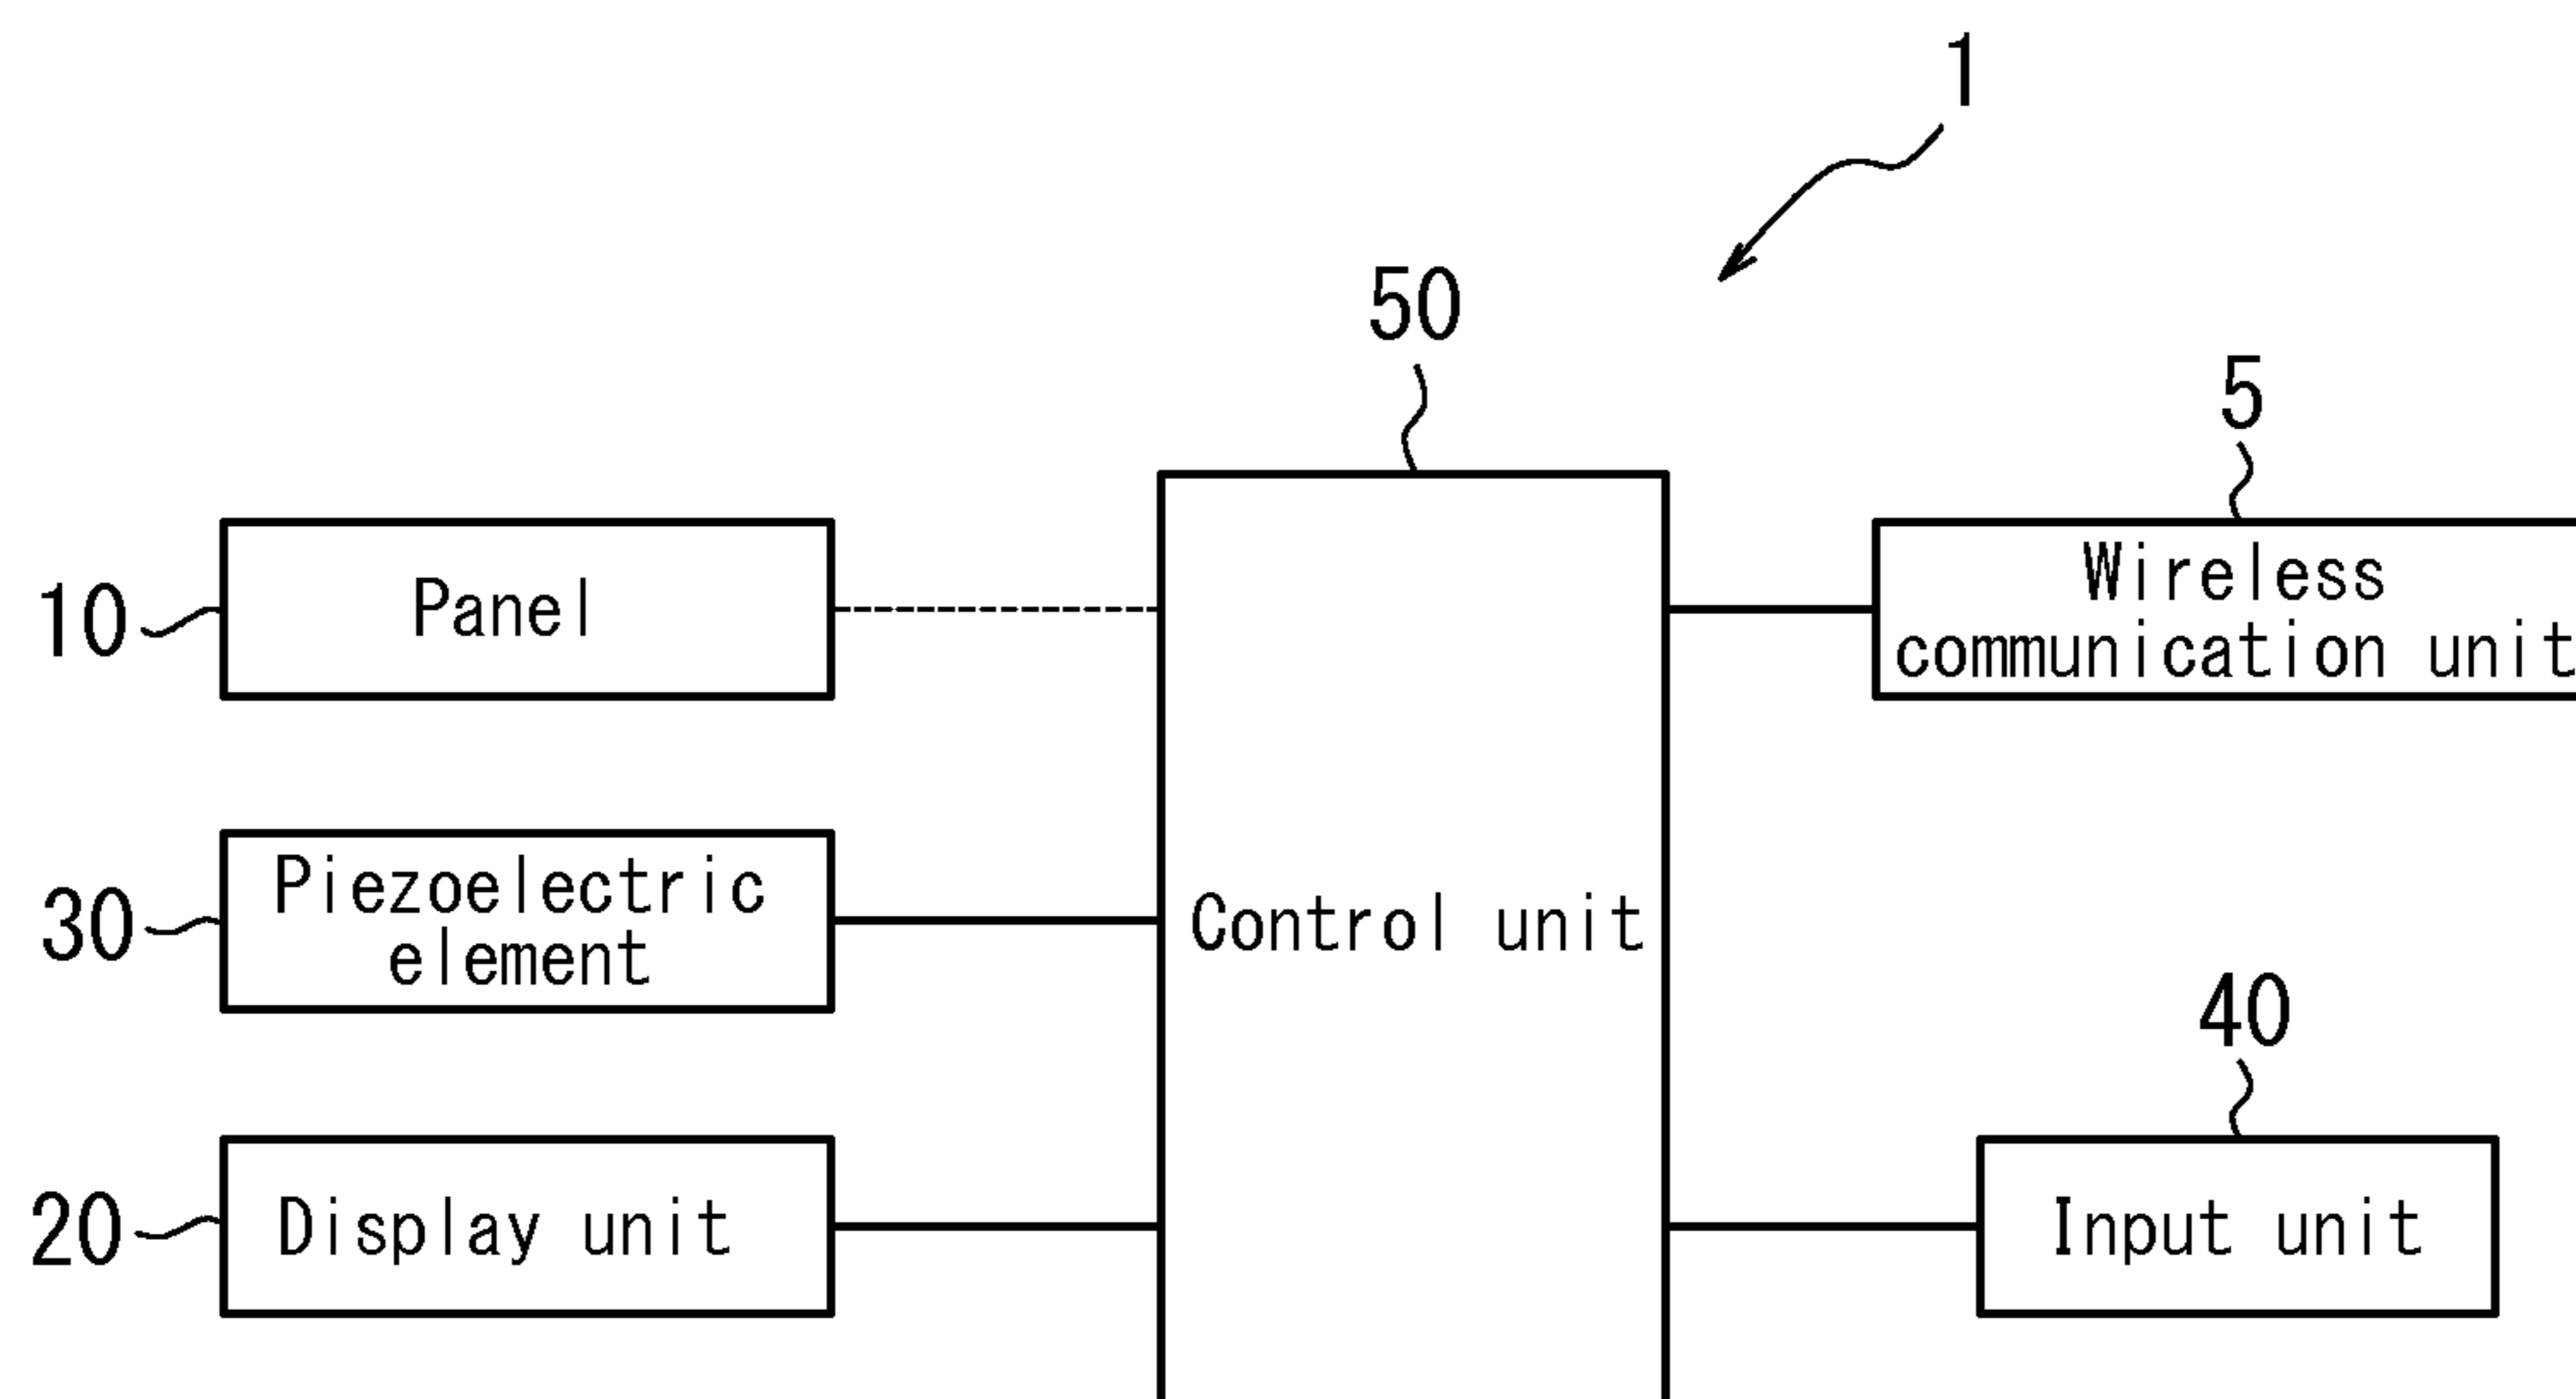 1
50
5
10
Panel
Wireless
communication unit
30
Piezoelectric
element
Control unit
40
20
Display unit
Input unit